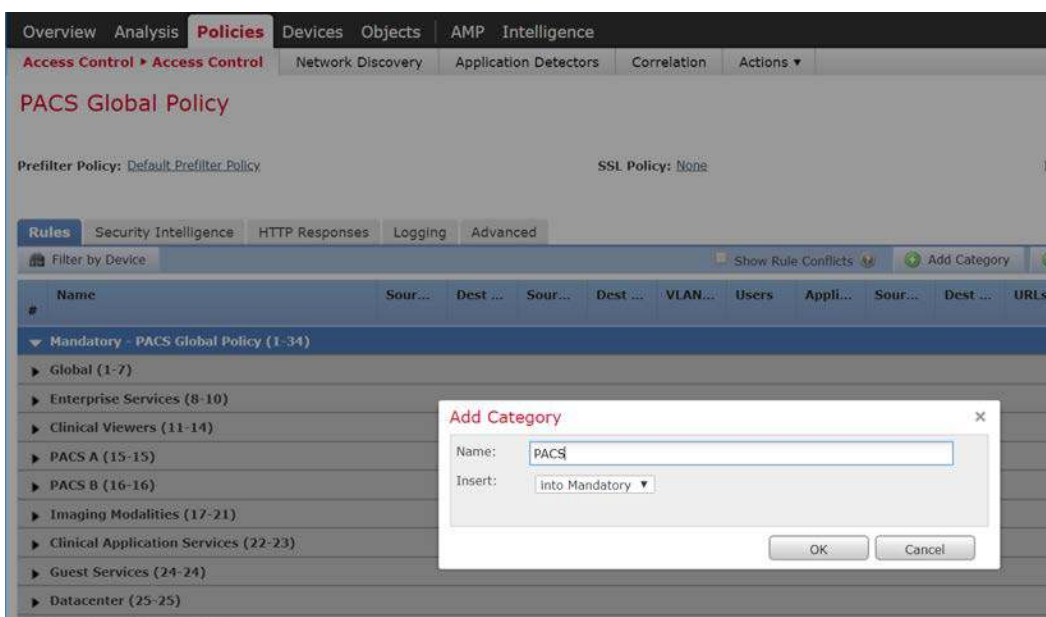 Overview Analysis Policies Devices Objects AMP Intelligence
Access Control ▸ Access Control Network Discovery Application Detectors Correlation Actions ▼
PACS Global Policy
Prefilter Policy: Default Prefilter Policy SSL Policy: None
Rules Security Intelligence HTTP Responses Logging Advanced
Filter by Device Show Rule Conflicts Add Category
# Name Sour... Dest ... Sour... Dest ... VLAN... Users Appli... Sour... Dest ... URLs
Mandatory - PACS Global Policy (1-34)
Global (1-7)
Enterprise Services (8-10)
Clinical Viewers (11-14)
PACS A (15-15)
PACS B (16-16)
Imaging Modalities (17-21)
Clinical Application Services (22-23)
Guest Services (24-24)
Datacenter (25-25)
Add Category ×
Name: PACS
Insert: into Mandatory ▼
OK Cancel